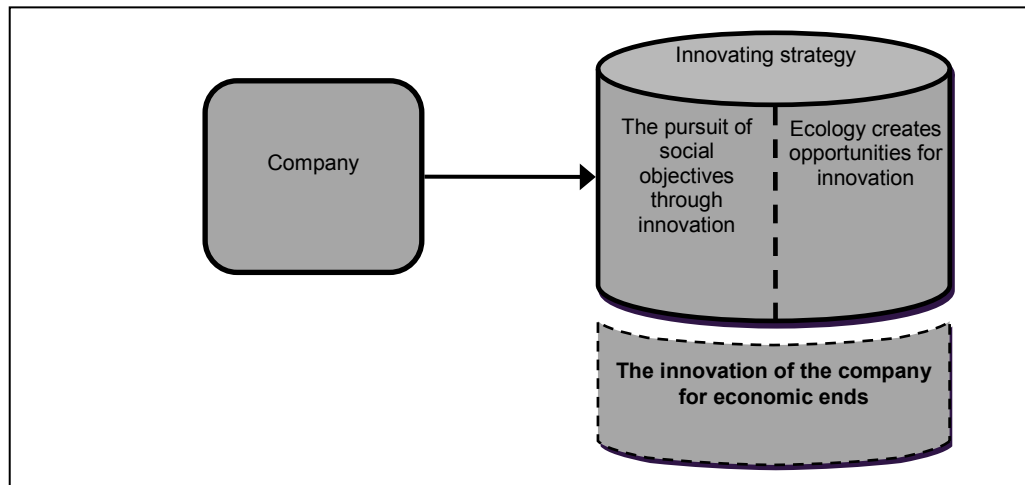 Company
Innovating strategy
The pursuit of
social
objectives
through
innovation
Ecology creates
opportunities for
innovation
The innovation of the company
for economic ends